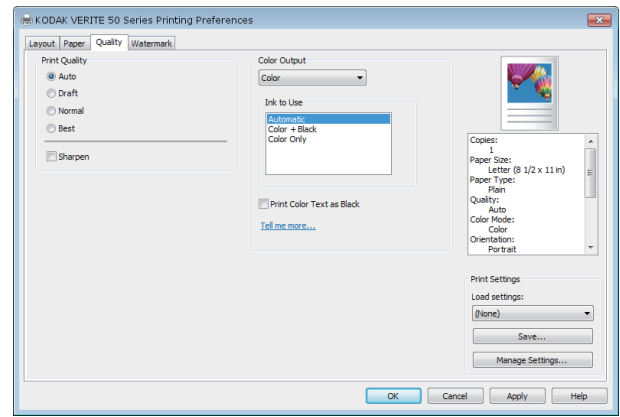 KODAK VERITE 50 Series Printing Preferences
Layout Paper Quality Watermark
Print Quality
Auto
Draft
Normal
Best
Sharpen
Color Output
Color
Ink to Use
Automatic
Color + Black
Color Only
Print Color Text as Black
Tell me more...
Copies:
1
Paper Size:
Letter (8 1/2 x 11 in)
Paper Type:
Plain
Quality:
Auto
Color Mode:
Color
Orientation:
Portrait
Print Settings
Load settings:
(None)
Save...
Manage Settings...
OK Cancel Apply Help